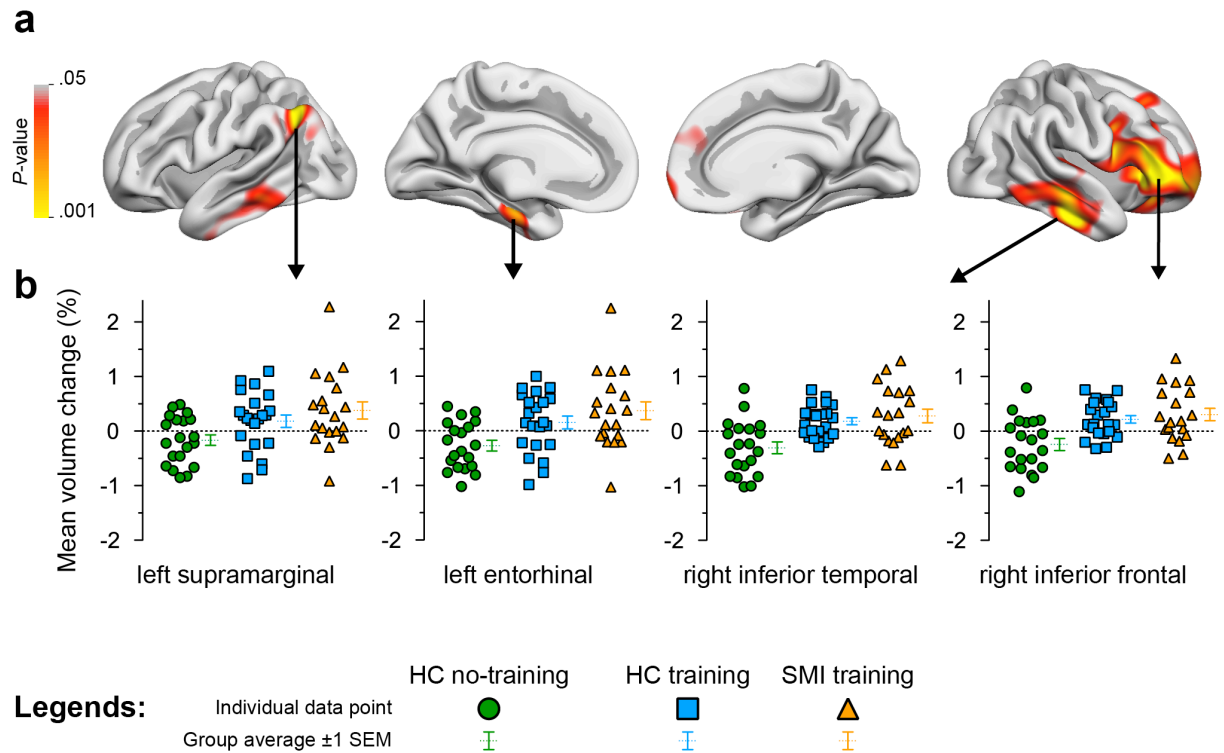 a
P-value
.05
.001
b
Mean volume change (%)
2
1
0
-1
-2
left supramarginal
2
1
0
-1
-2
left entorhinal
2
1
0
-1
-2
right inferior temporal
2
1
0
-1
-2
right inferior frontal
HC no-training HC training SMI training
Legends:
Individual data point
Group average ±1 SEM